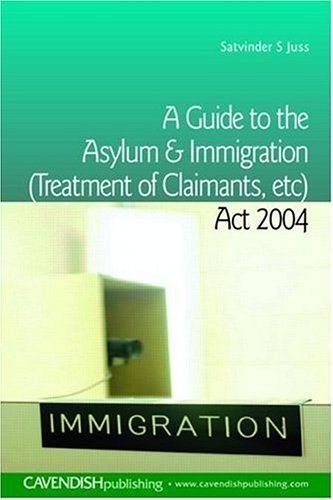 Satvinder S Juss
A Guide to the
Asylum & Immigration
(Treatment of Claimants, etc)
Act 2004
IMMIGRATION
CAVENDISHpublishing • www.cavendishpublishing.com